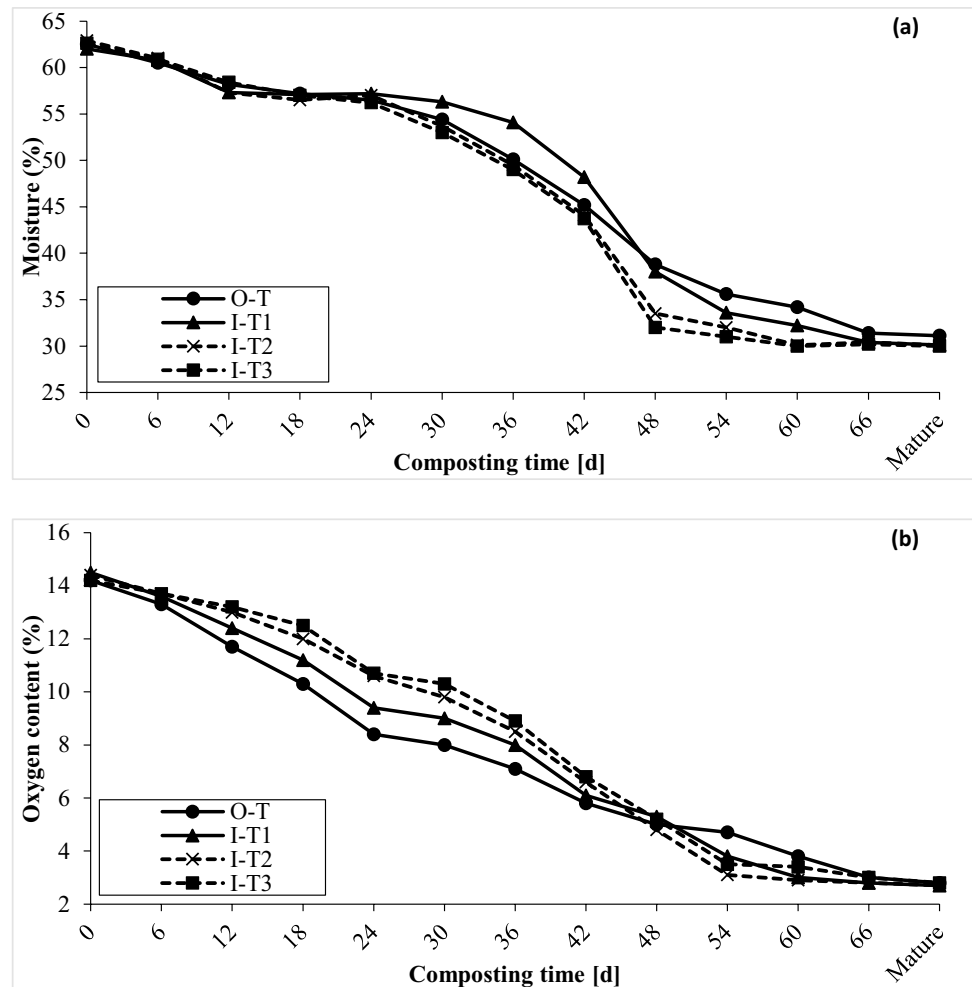 (a)
65
60
55
50
45
40
35
30
25
Moisture (%)
O-T
I-T1
I-T2
I-T3
0 6 12 18 24 30 36 42 48 54 60 66 Mature
Composting time [d]
(b)
16
14
12
10
8
6
4
2
Oxygen content (%)
O-T
I-T1
I-T2
I-T3
0 6 12 18 24 30 36 42 48 54 60 66 Mature
Composting time [d]